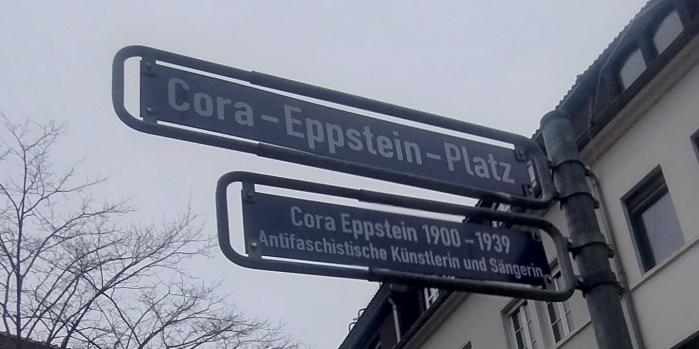 Cora-Eppstein-Platz
Cora Eppstein 1900-1939
Antifaschistische Künstlerin und Sängerin